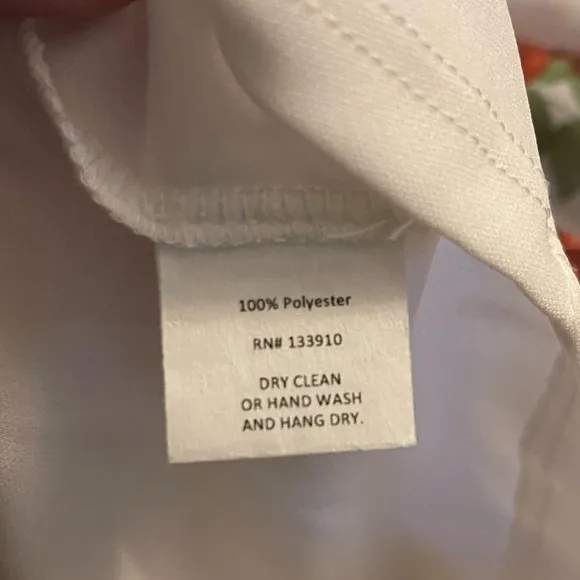 100% Polyester
RN# 133910
DRY CLEAN
OR HAND WASH
AND HANG DRY.